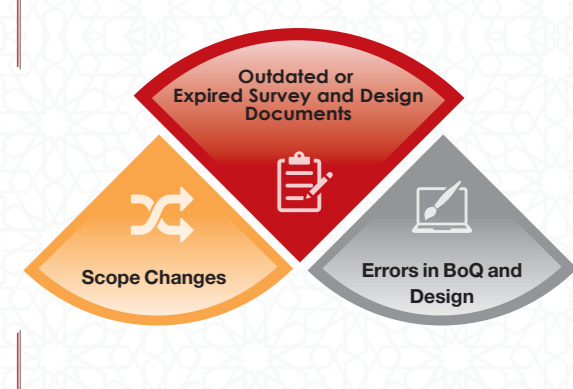 Outdated or
Expired Survey and Design
Documents
Scope Changes
Errors in BoQ and
Design